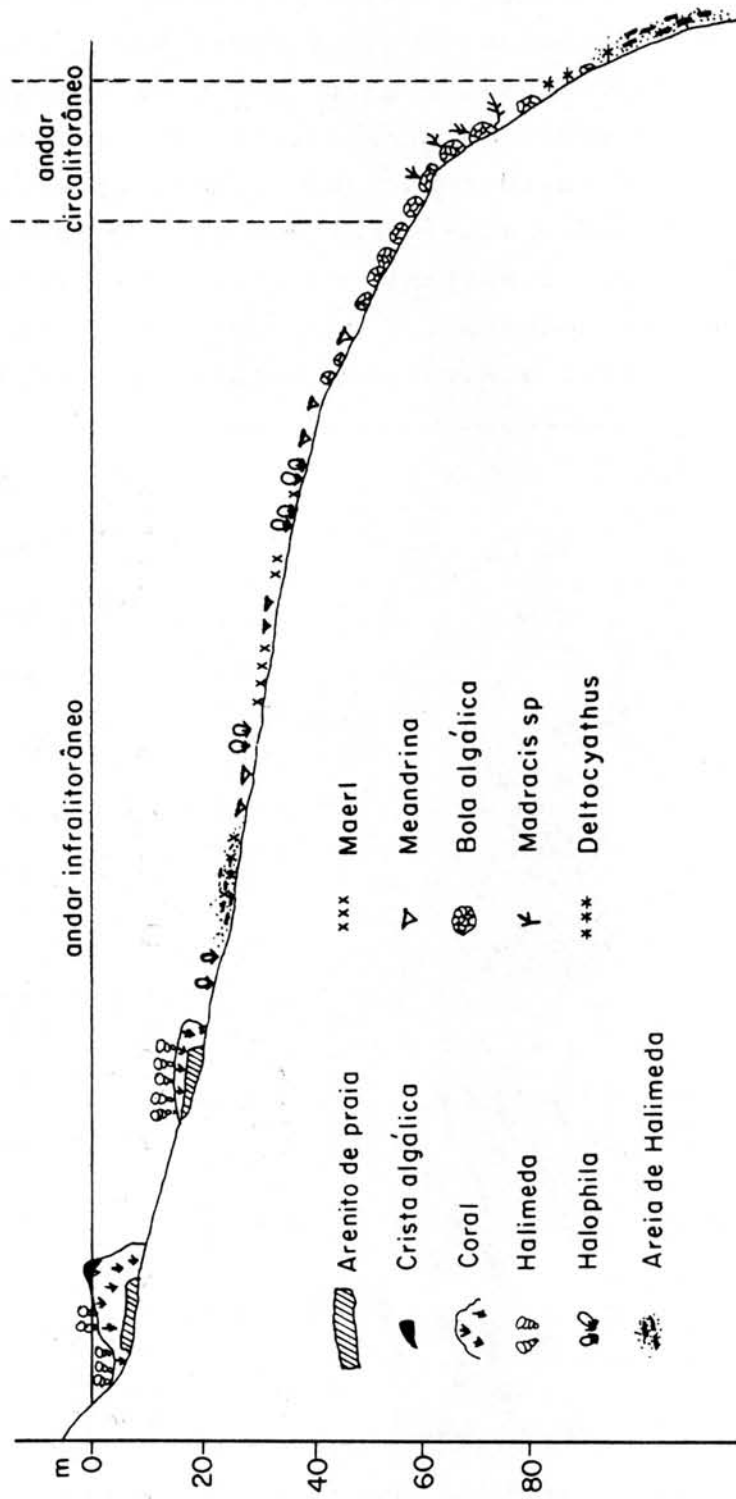 andar infralitorâneo
andar
circalitorâneo
m
0
20
40
60
80
Arenito de praia
Crista algálica
Coral
Halimeda
Halophila
Areia de Halimeda
xxx Maerl
Meandrina
Bola algálica
Madracis sp
*** Deltocyathus